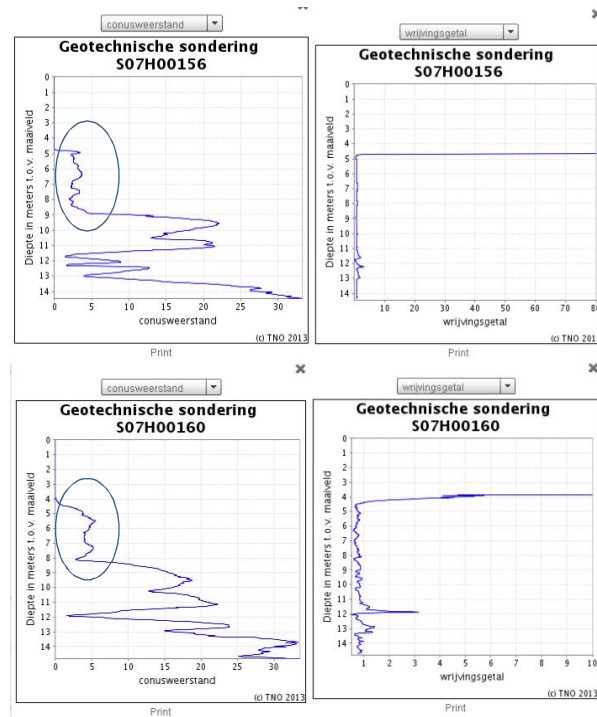 conusweerstand
Geotechnische sondering
S07H00156
0
1
2
3
4
5
6
7
8
9
10
11
12
13
14
Diepte in meters t.o.v. maaiveld
0 5 10 15 20 25 30
conusweerstand
(c) TNO 2013
Print
wrijvingsgetal
Geotechnische sondering
S07H00156
0
1
2
3
4
5
6
7
8
9
10
11
12
13
14
Diepte in meters t.o.v. maaiveld
10 20 30 40 50 60 70 80
wrijvingsgetal
(c) TNO 201
Print
conusweerstand
Geotechnische sondering
S07H00160
0
1
2
3
4
5
6
7
8
9
10
11
12
13
14
Diepte in meters t.o.v. maaiveld
0 5 10 15 20 25 30
conusweerstand
(c) TNO 2013
Print
wrijvingsgetal
Geotechnische sondering
S07H00160
0
1
2
3
4
5
6
7
8
9
10
11
12
13
14
Diepte in meters t.o.v. maaiveld
1 2 3 4 5 6 7 8 9 10
wrijvingsgetal
(c) TNO 2013
Print